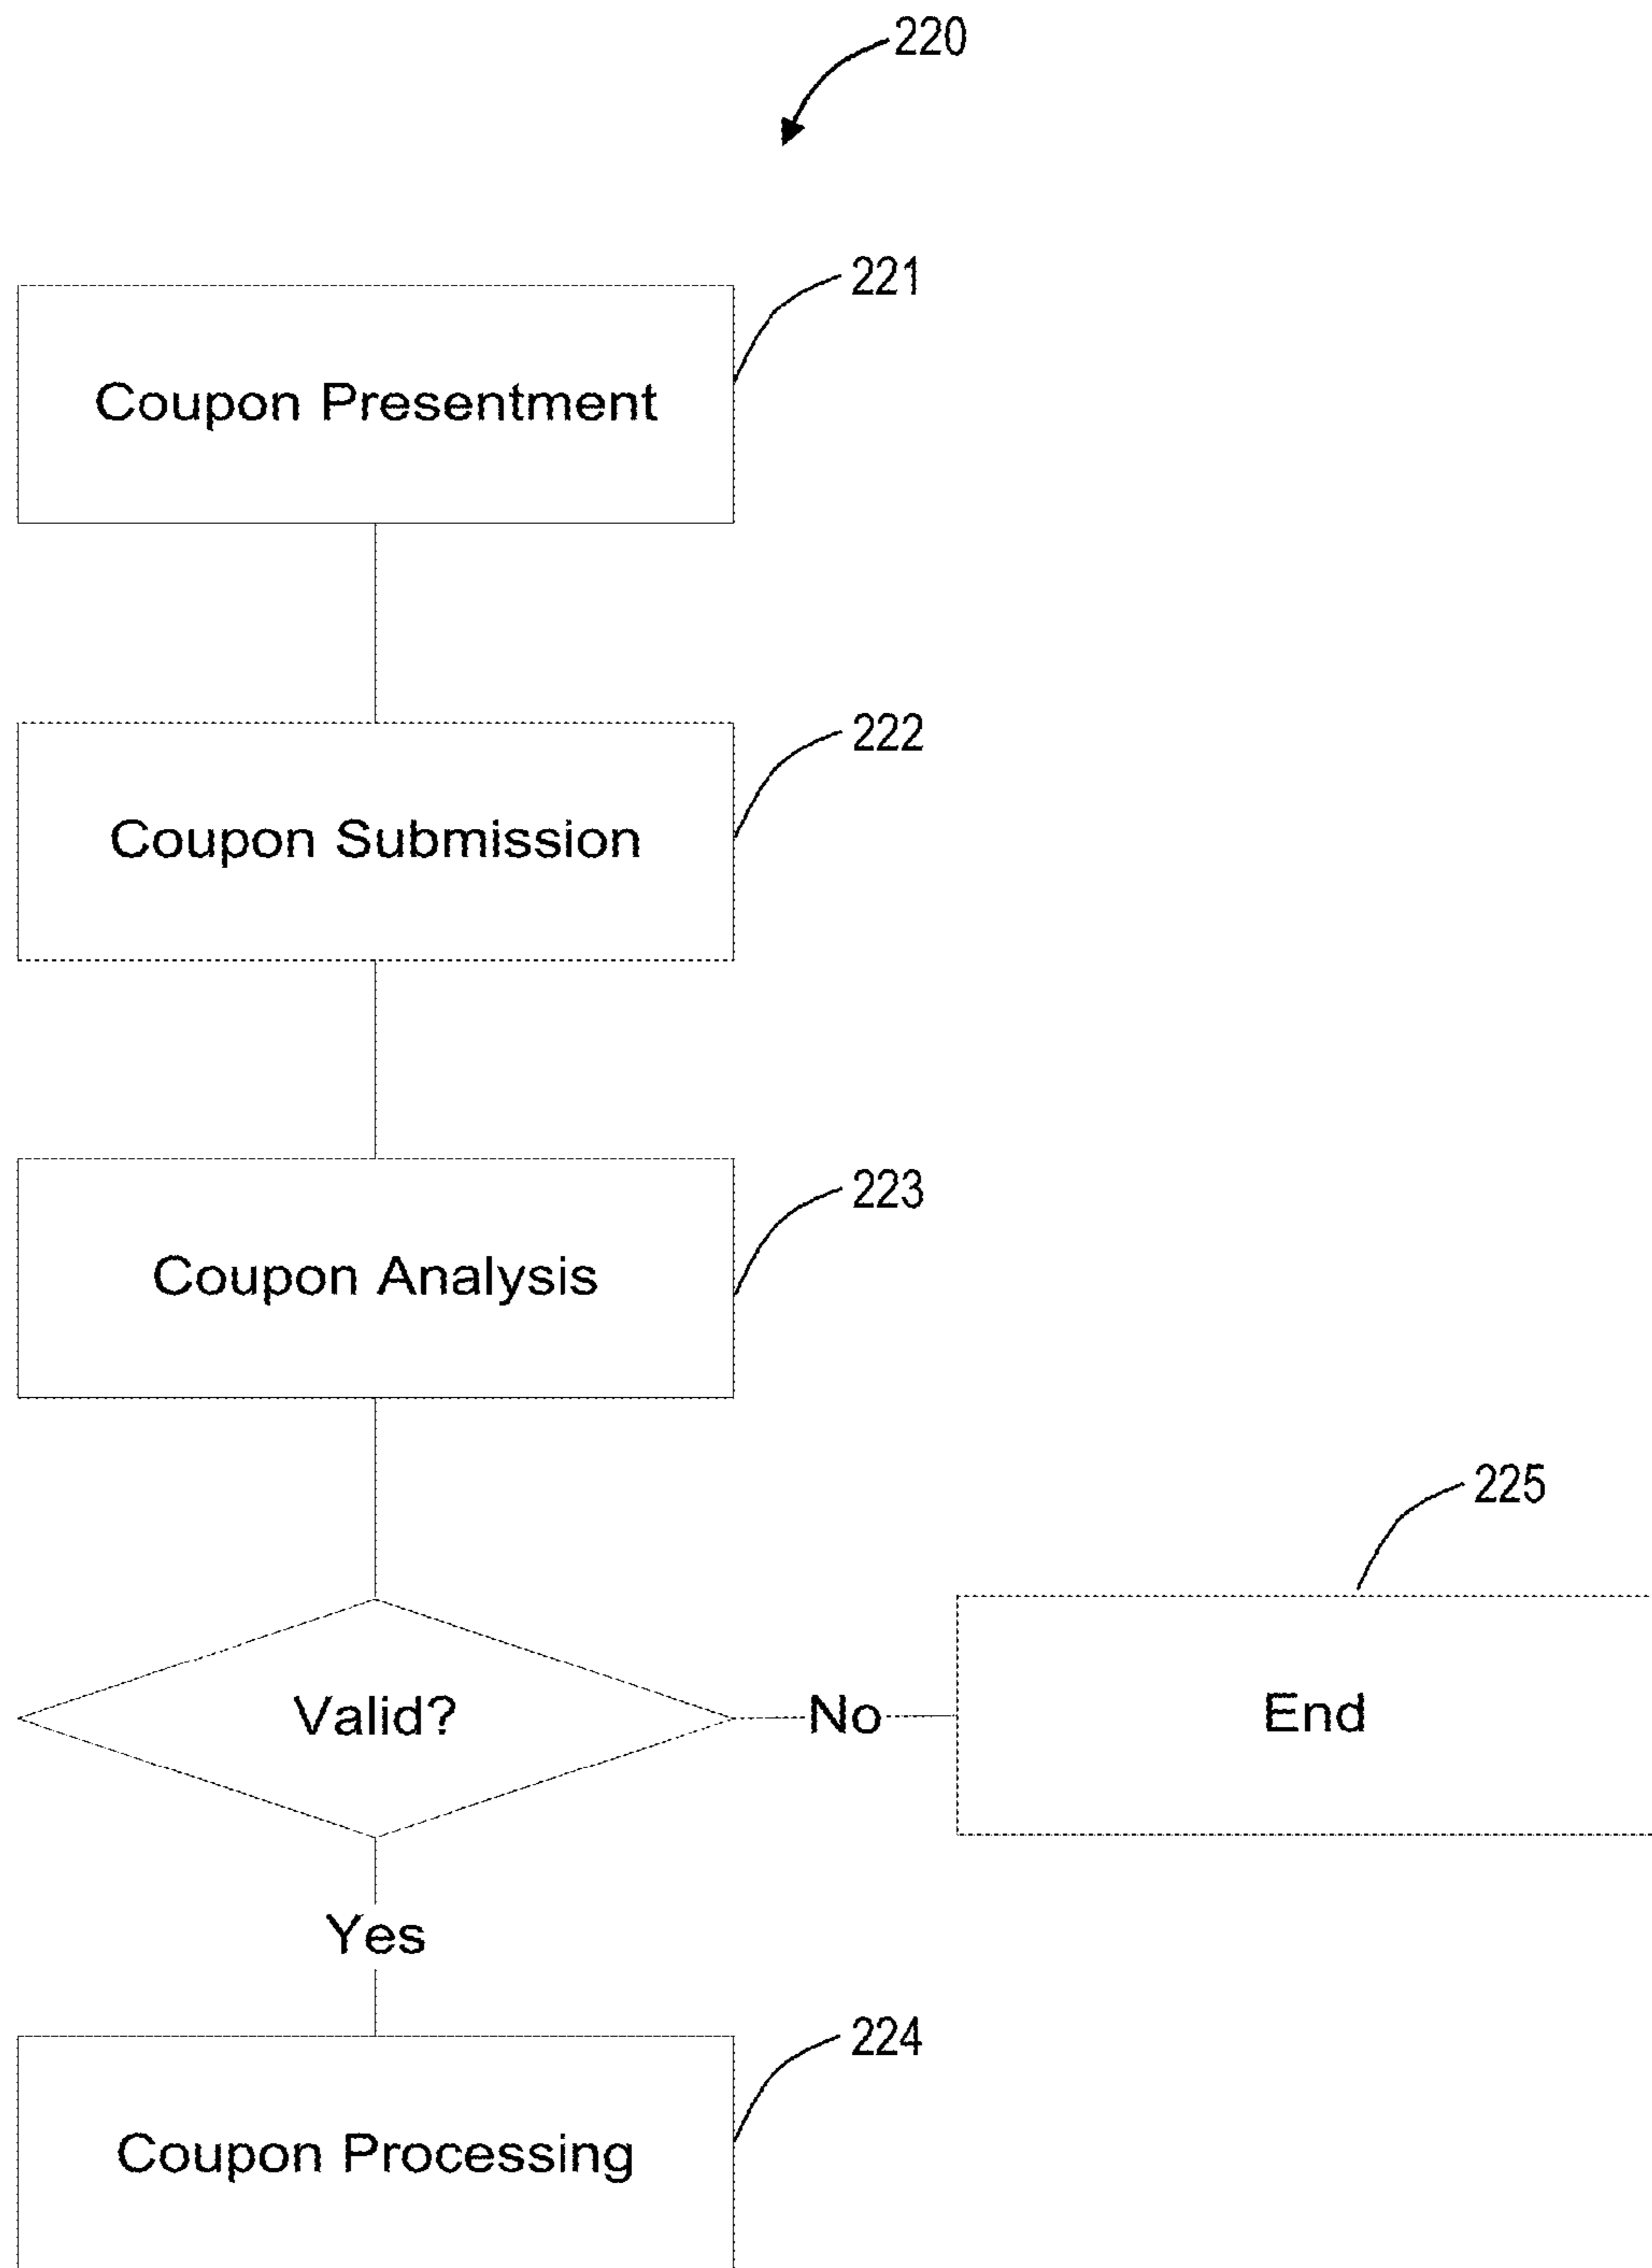 220
221
Coupon Presentment
222
Coupon Submission
223
Coupon Analysis
225
Valid?
No
End
Yes
224
Coupon Processing